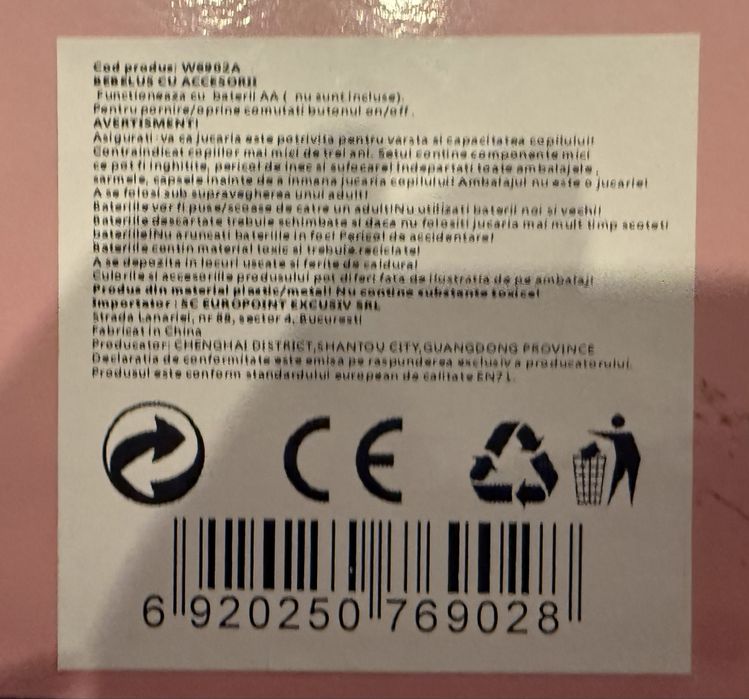 Cod produs: W6902A
BEBELUS CU ACCESORII
Functioneaza cu baterii AA ( nu sunt incluse).
Pentru pornire/oprire comutati butonul on/off.
AVERTISMENT!
Asigurati-va ca jucaria este potrivita pentru varsta si capacitatea copilului!
Contraindicat copiilor mai mici de trei ani. Setul contine componente mici
ce pot fi inghitite, pericol de inec si sufocare! Indepartati toate ambalajele ,
sarmele, capsele inainte de a inmana jucaria copilului! Ambalajul nu este o jucarie!
A se folosi sub supravegherea unui adult!
Bateriile vor fi puse/scoase de catre un adult!Nu utilizati baterii noi si vechi!
Bateriile descarcate trebuie schimbate si daca nu folositi jucaria mai mult timp scoteti
bateriile!Nu aruncati bateriile in foc! Pericol de accidentare!
Bateriile contin material toxic si trebuie reciclate!
A se depozita in locuri uscate si ferite de caldura!
Culorile si accesoriile produsului pot diferi fata de ilustratia de pe ambalaj!
Produs din material plastic/metal! Nu contine substante toxice!
Importator : SC EUROPOINT EXCUSIV SRL
Strada Lanariei, nr 88, sector 4, Bucuresti
Fabricat in China
Producator: CHENGHAI DISTRICT,SHANTOU CITY,GUANGDONG PROVINCE
Declaratia de conformitate este emisa pe raspunderea exclusiva a producatorului.
Produsul este conform standardului european de calitate EN71.
CE
6 920250 769028